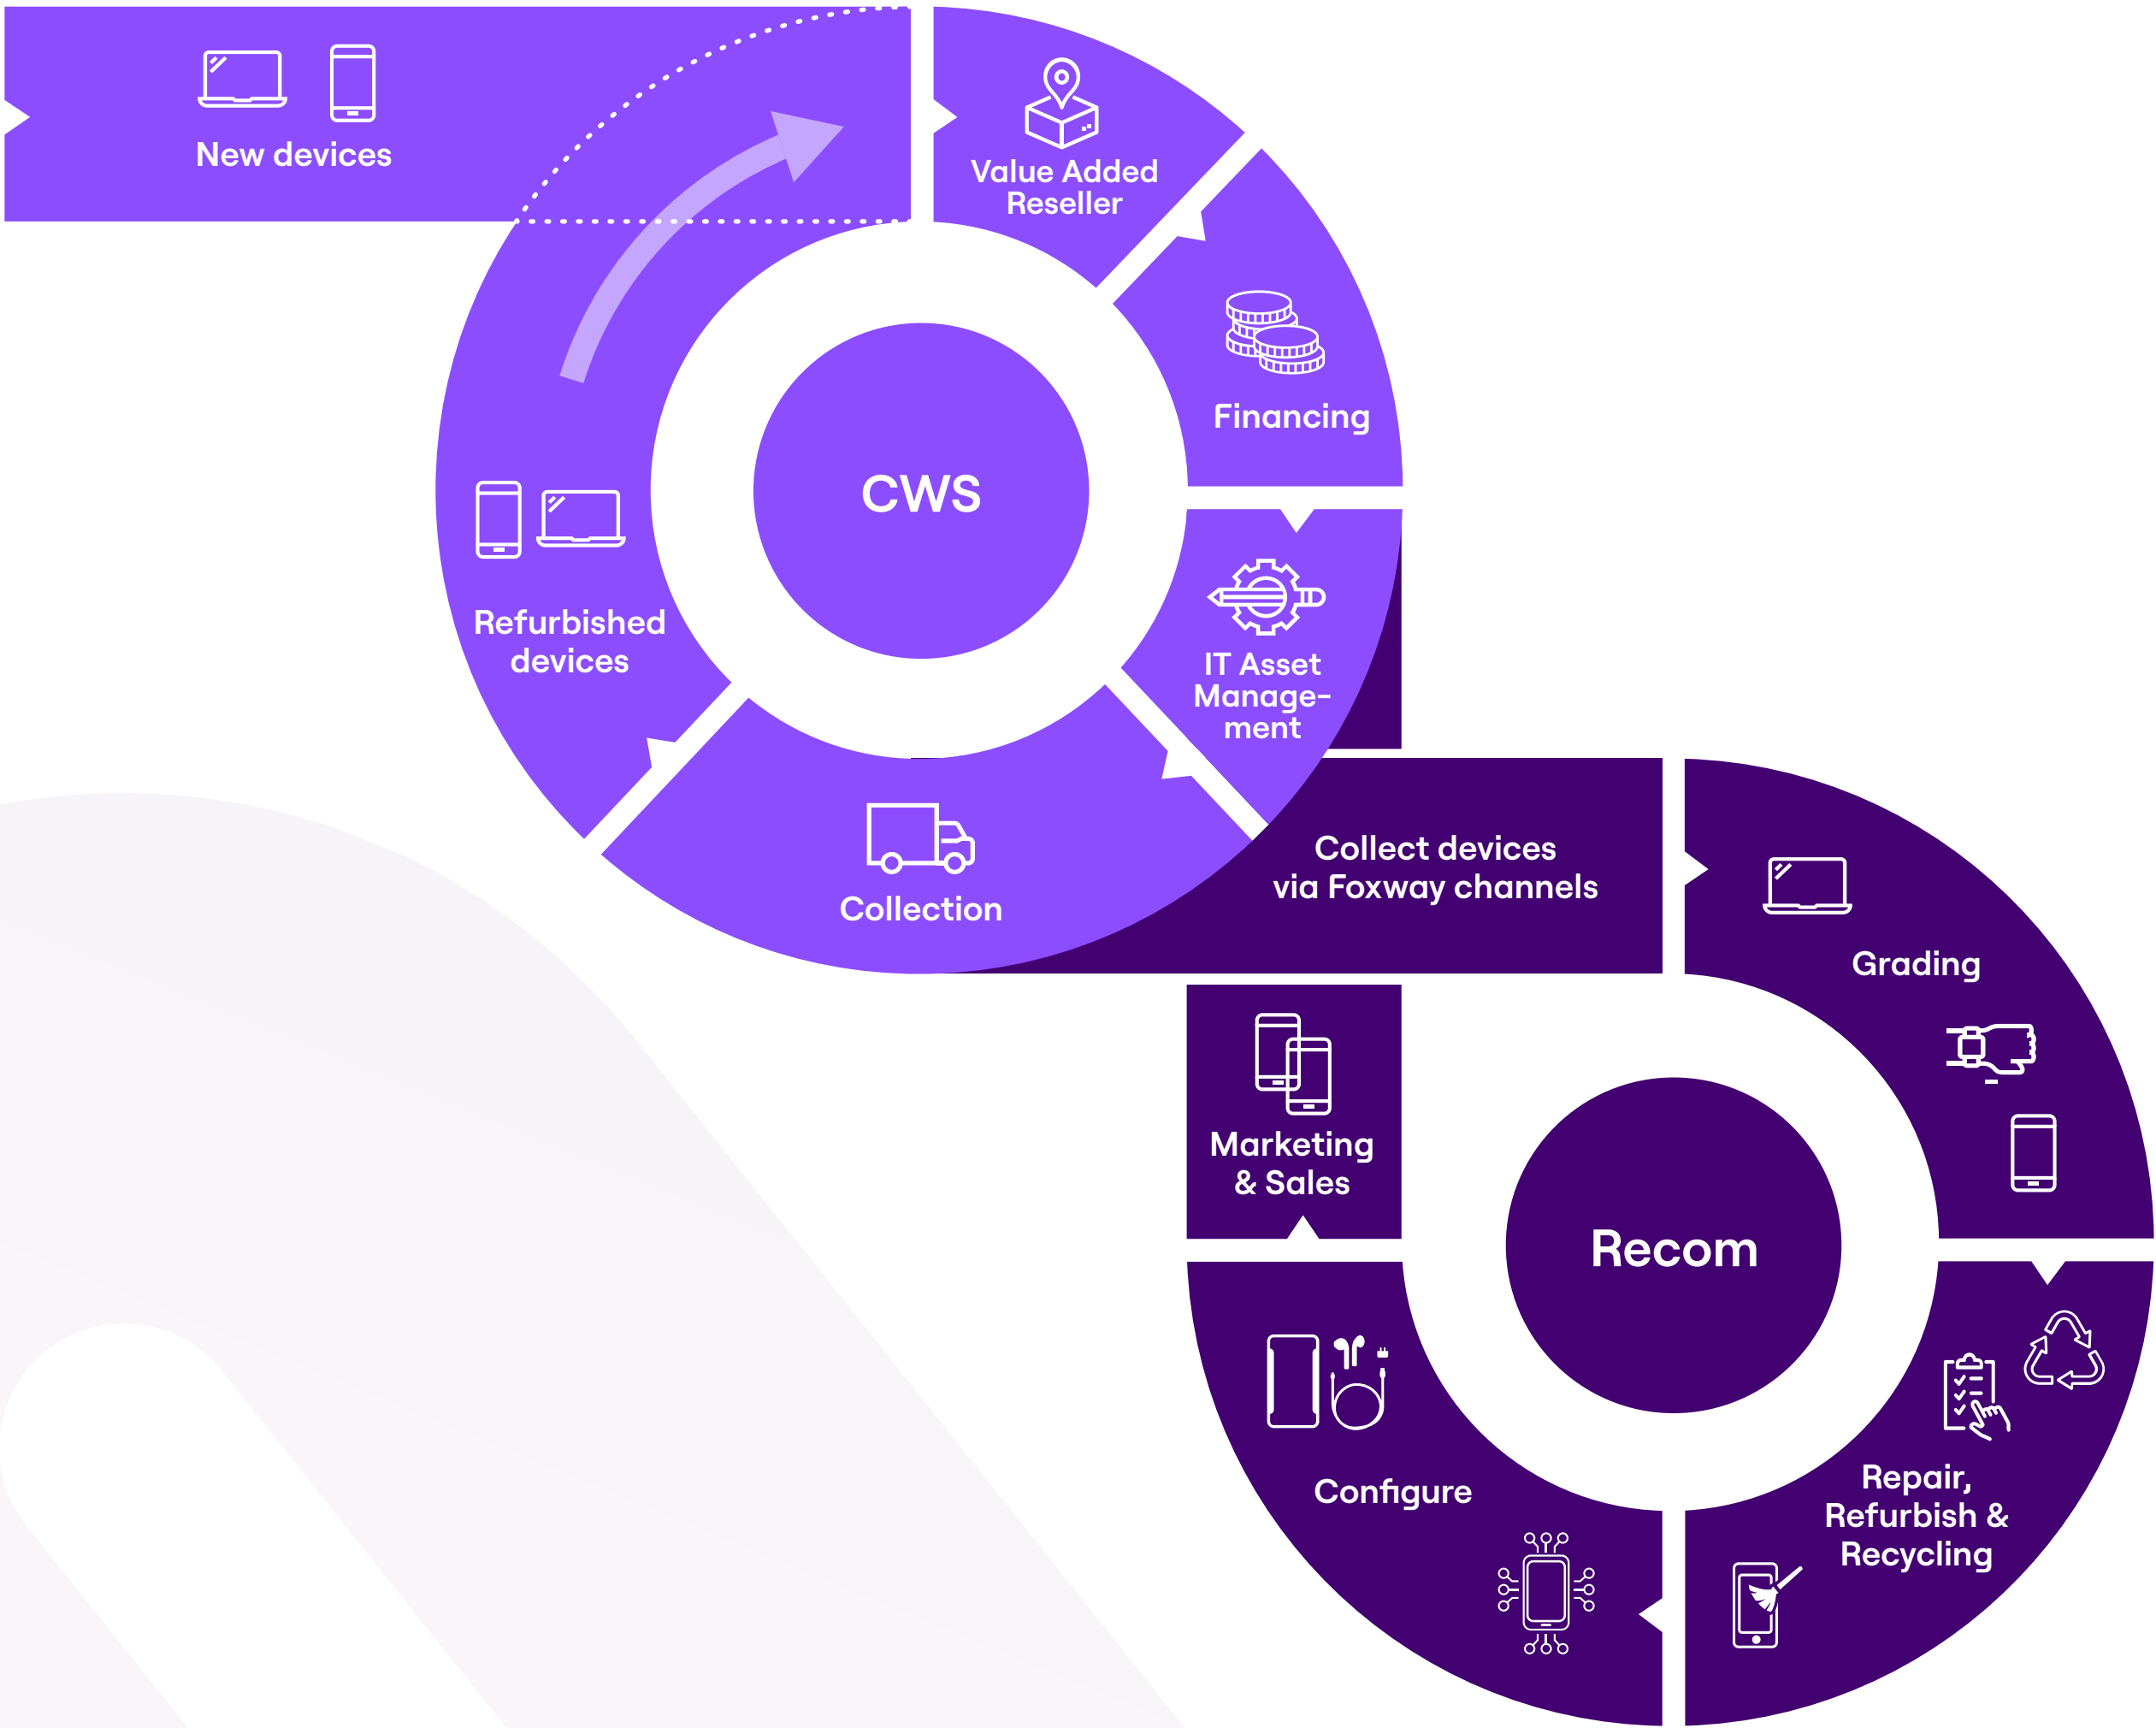 New devices
Value Added
Reseller
Financing
CWS
Refurbished
devices
IT Asset
Manage-
ment
Collection
Collect devices
via Foxway channels
Grading
Marketing
& Sales
Recom
Configure
Repair,
Refurbish &
Recycling